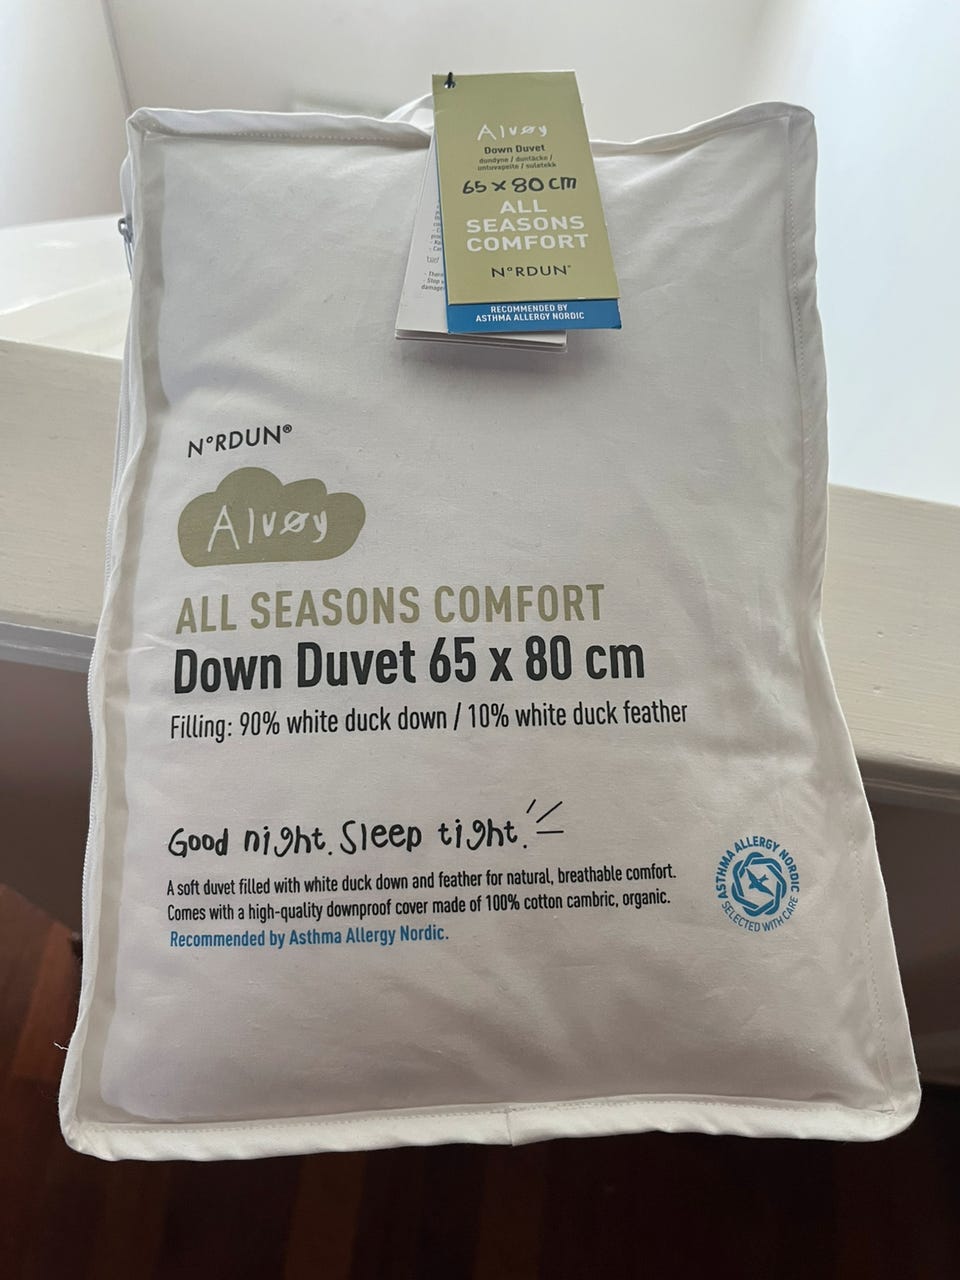 Alvøy
Down Duvet
dundyne / duntäcke /
untuvapeite / suletekk
65 x 80 cm
ALL
SEASONS
COMFORT
N°RDUN
RECOMMENDED BY
ASTHMA ALLERGY NORDIC
- Stop
damage
N°RDUN®
Alvøy
ALL SEASONS COMFORT
Down Duvet 65 x 80 cm
Filling: 90% white duck down / 10% white duck feather
Good night. Sleep tight.
A soft duvet filled with white duck down and feather for natural, breathable comfort.
Comes with a high-quality downproof cover made of 100% cotton cambric, organic.
Recommended by Asthma Allergy Nordic.
ASTHMA ALLERGY NORDIC
SELECTED WITH CARE